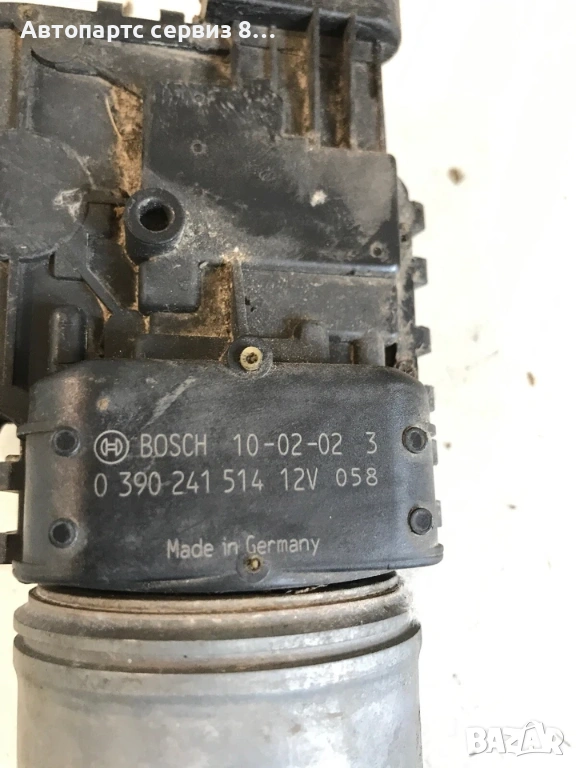 Автопартс сервиз 8...
BOSCH 10-02-02 3
0 390 241 514 12V 058
Made in Germany
BAZAR